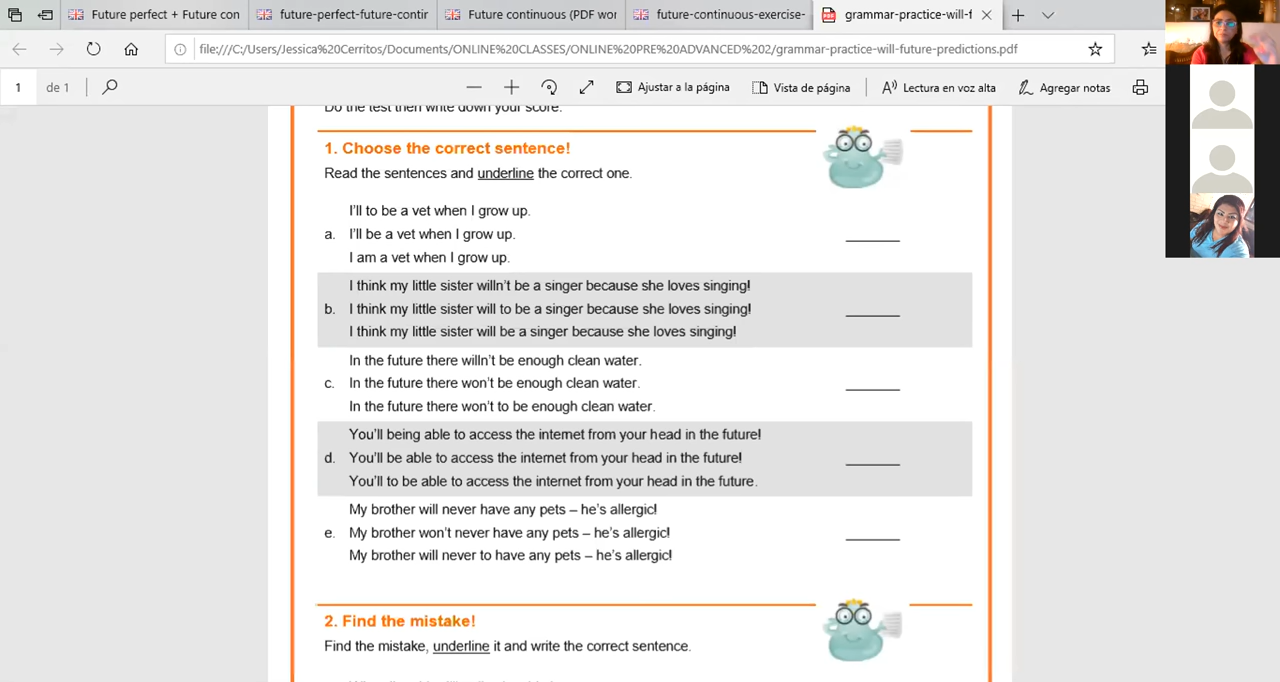 Future perfect + Future con
future-perfect-future-contir
Future continuous (PDF wor
future-continuous-exercise-
grammar-practice-will-f
file:///C:/Users/Jessica%20Cerritos/Documents/ONLINE%20CLASSES/ONLINE%20PRE%20ADVANCED%202/grammar-practice-will-future-predictions.pdf
1 de 1
Ajustar a la página
Vista de página
Lectura en voz alta
Agregar notas
Do the test then write down your score.
1. Choose the correct sentence!
Read the sentences and underline the correct one.
I'll to be a vet when I grow up.
a. I'll be a vet when I grow up.
I am a vet when I grow up.
I think my little sister willn't be a singer because she loves singing!
b. I think my little sister will to be a singer because she loves singing!
I think my little sister will be a singer because she loves singing!
In the future there willn't be enough clean water.
c. In the future there won't be enough clean water.
In the future there won't to be enough clean water.
You'll being able to access the internet from your head in the future!
d. You'll be able to access the internet from your head in the future!
You'll to be able to access the internet from your head in the future.
My brother will never have any pets – he's allergic!
e. My brother won't never have any pets – he's allergic!
My brother will never to have any pets – he's allergic!
2. Find the mistake!
Find the mistake, underline it and write the correct sentence.